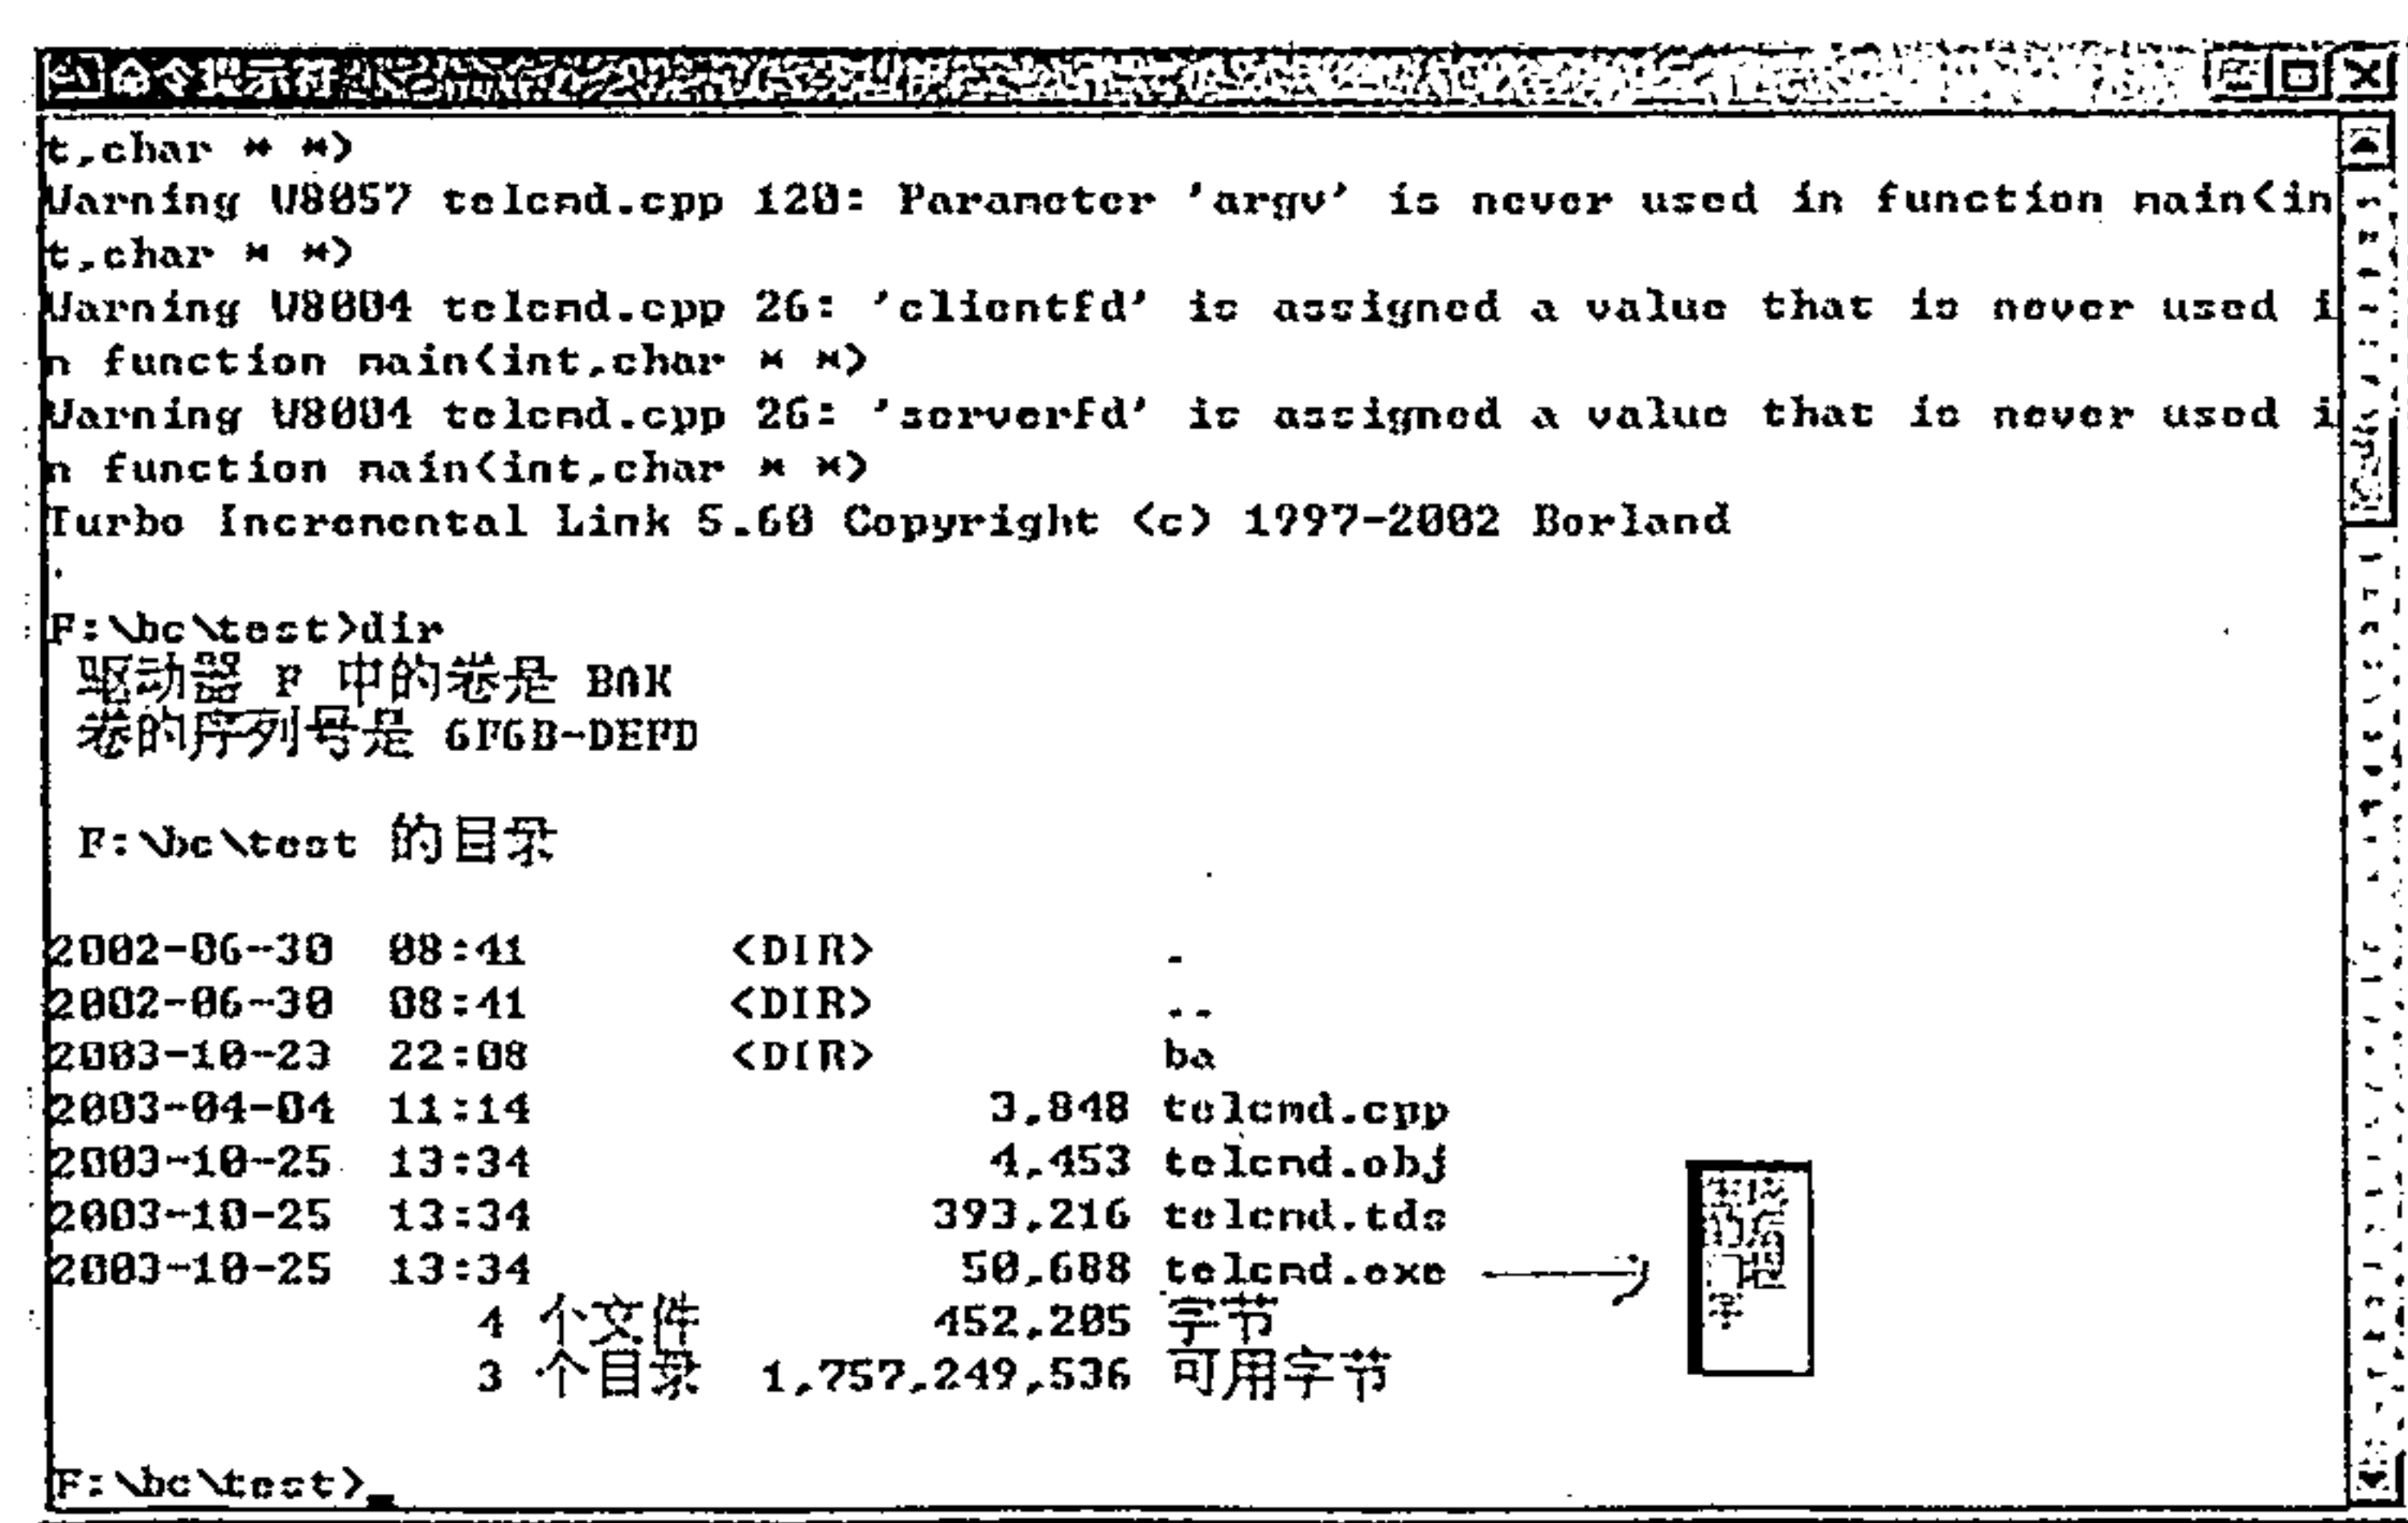 命令提示符
t,char * *)
Warning W8057 telcmd.cpp 120: Parameter 'argv' is never used in function main(in
t,char * *)
Warning W8004 telcmd.cpp 26: 'clientfd' is assigned a value that is never used i
n function main(int,char * *)
Warning W8004 telcmd.cpp 26: 'serverfd' is assigned a value that is never used i
n function main(int,char * *)
Turbo Incremental Link 5.60 Copyright (c) 1997-2002 Borland
F:\bc\test>dir
驱动器 F 中的卷是 BAK
卷的序列号是
F:\bc\test 的目录
2002-06-30 08:41 <DIR> .
2002-06-30 08:41 <DIR> ..
2003-10-23 22:08 <DIR> ba
2003-04-04 11:14 3,848 telcmd.cpp
2003-10-25 13:34 4,453 telcmd.obj
2003-10-25 13:34 393,216 telcmd.tds
2003-10-25 13:34 50,688 telcmd.exe
4 个文件 452,205 字节
3 个目录 1,757,249,536 可用字节
F:\bc\test>_